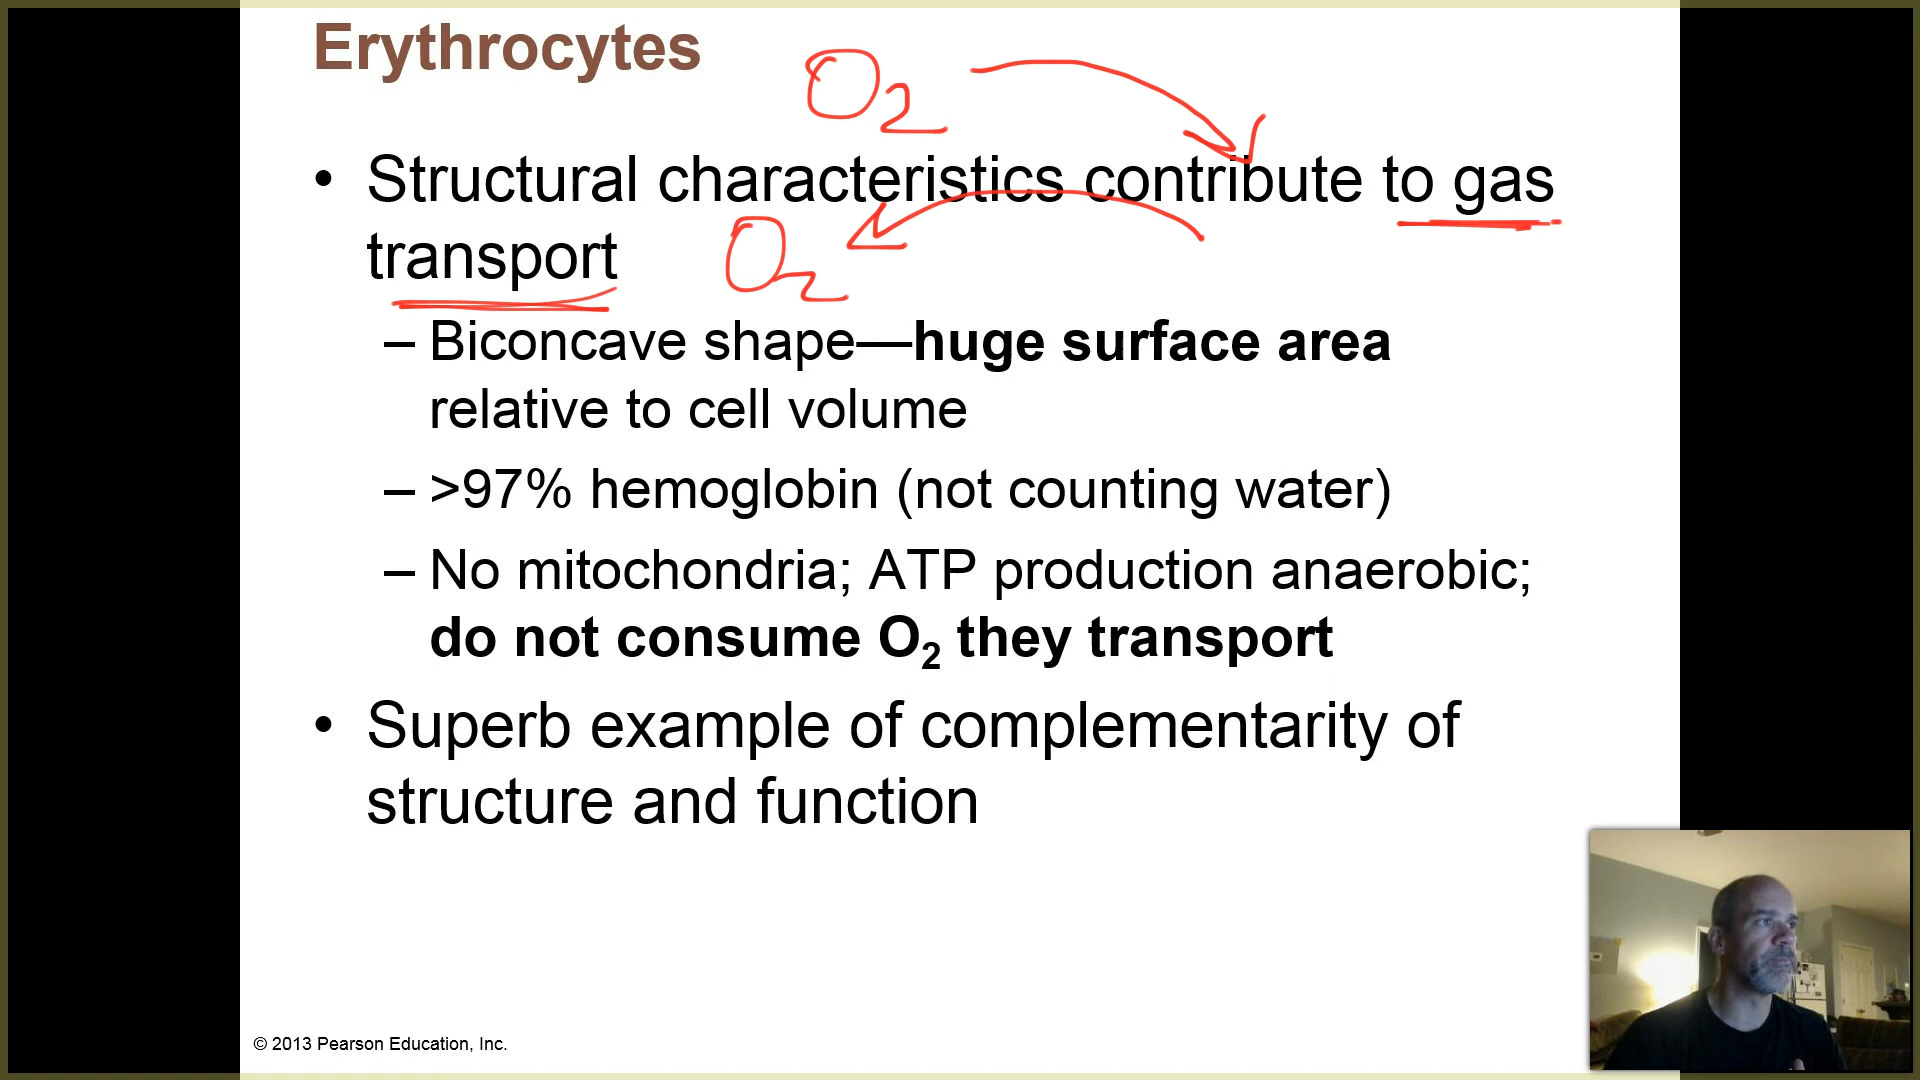 Erythrocytes
O2
• Structural characteristics contribute to gas
transport
O2
– Biconcave shape—huge surface area
relative to cell volume
– >97% hemoglobin (not counting water)
– No mitochondria; ATP production anaerobic;
do not consume O₂ they transport
• Superb example of complementarity of
structure and function
© 2013 Pearson Education, Inc.